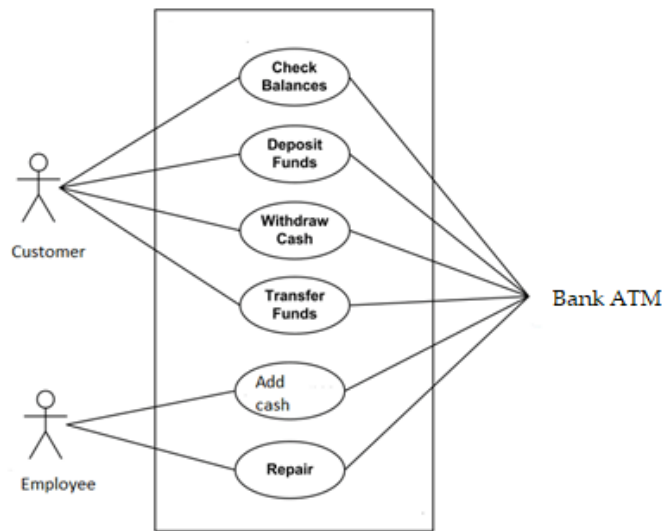 Check
Balances
Deposit
Funds
Withdraw
Cash
Customer
Transfer
Funds
Bank ATM
Add
cash
Repair
Employee